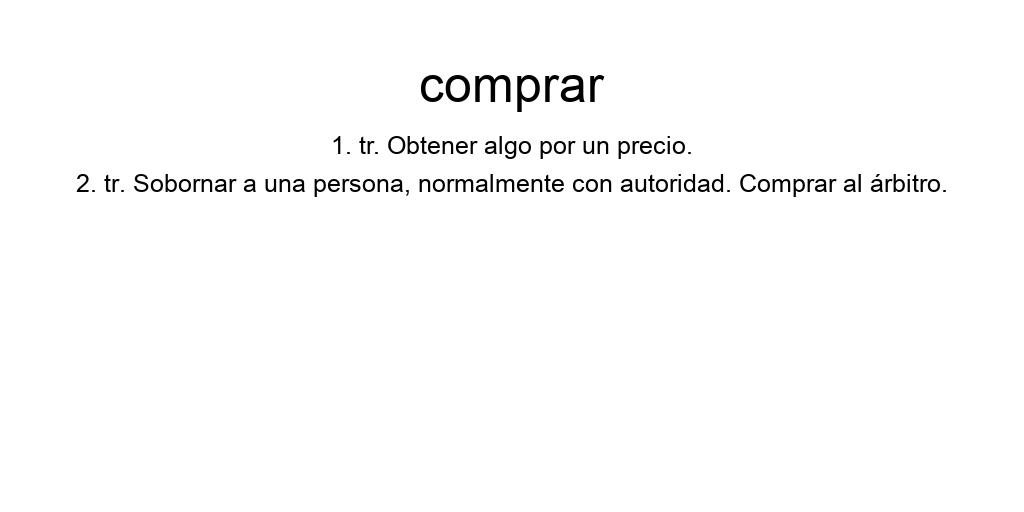 comprar
1. tr. Obtener algo por un precio.
2. tr. Sobornar a una persona, normalmente con autoridad. Comprar al árbitro.